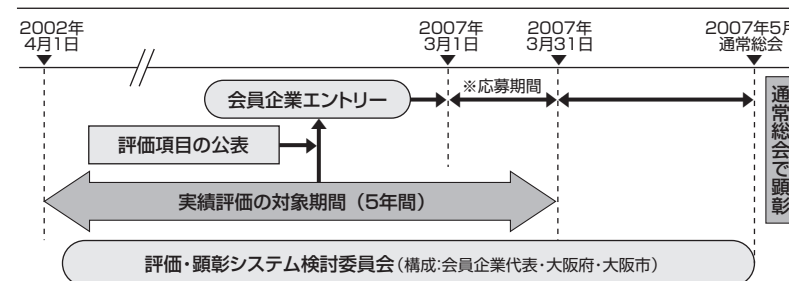 2002年
4月1日
2007年
3月1日
2007年
3月31日
2007年5月
通常総会
会員企業エントリー
※応募期間
評価項目の公表
実績評価の対象期間（5年間）
通常総会で顕彰
評価・顕彰システム検討委員会（構成:会員企業代表・大阪府・大阪市）